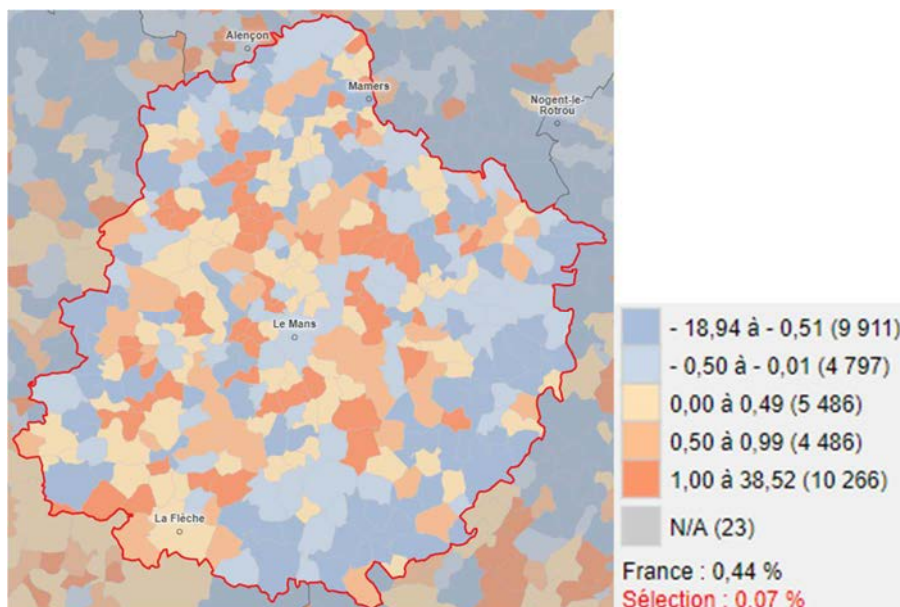 Alençon
Mamers
Nogent-le-
Rotrou
Le Mans
La Flèche
- 18,94 à - 0,51 (9 911)
- 0,50 à - 0,01 (4 797)
0,00 à 0,49 (5 486)
0,50 à 0,99 (4 486)
1,00 à 38,52 (10 266)
N/A (23)
France : 0,44 %
Sélection : 0,07 %